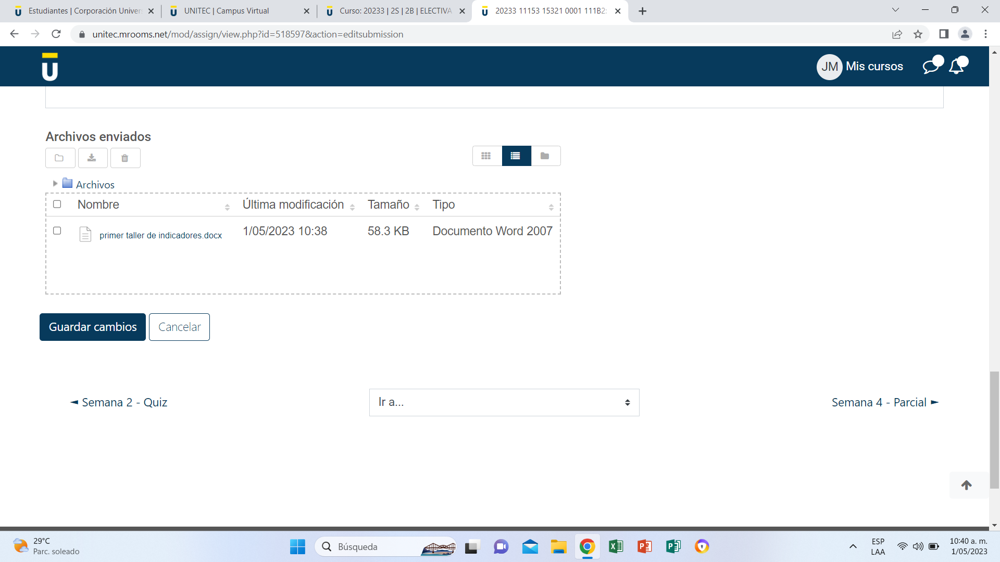 Estudiantes | Corporación Univer
UNITEC | Campus Virtual
Curso: 20233 | 2S | 2B | ELECTIVA
20233 11153 15321 0001 111B2
unitec.mrooms.net/mod/assign/view.php?id=518597&action=editsubmission
U
JM Mis cursos
Archivos enviados
Archivos
Nombre Última modificación Tamaño Tipo
primer taller de indicadores.docx 1/05/2023 10:38 58.3 KB Documento Word 2007
Guardar cambios Cancelar
◄ Semana 2 - Quiz
Ir a...
Semana 4 - Parcial ►
29°C
Parc. soleado
Búsqueda
ESP
LAA
10:40 a. m.
1/05/2023